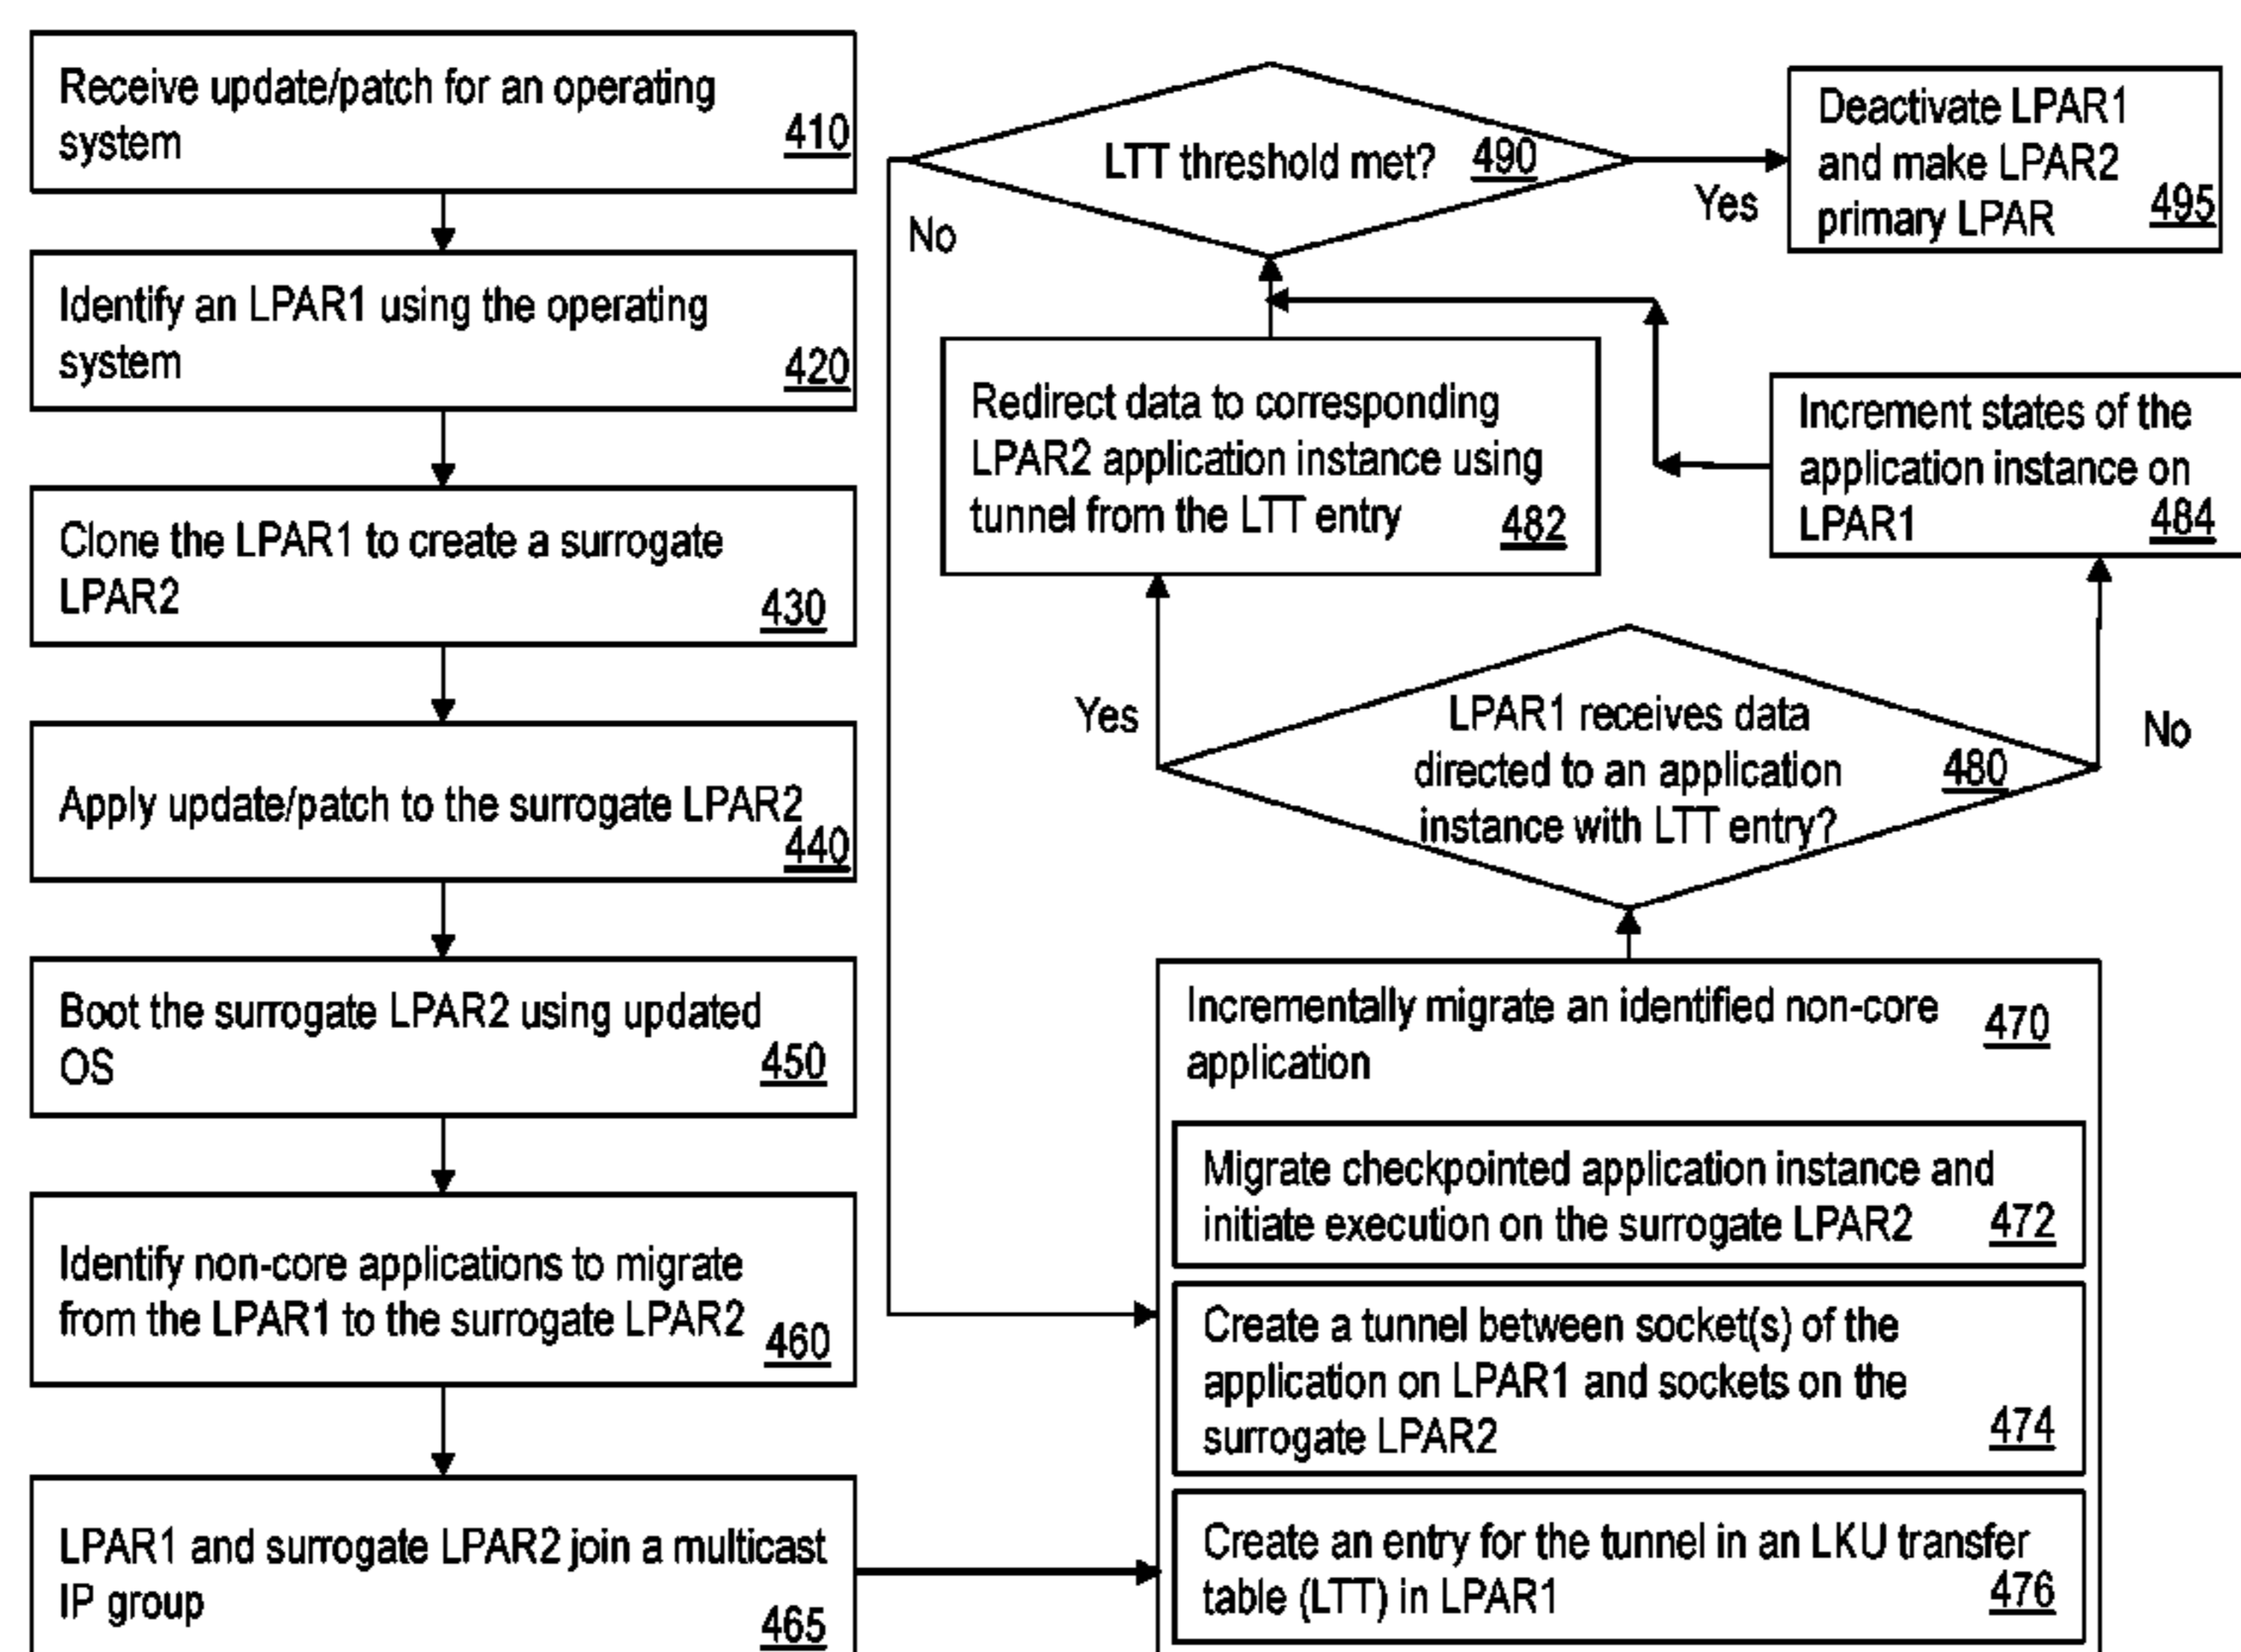 Receive update/patch for an operating
system
410
Identify an LPAR1 using the operating
system
420
Clone the LPAR1 to create a surrogate
LPAR2
430
Apply update/patch to the surrogate LPAR2
440
Boot the surrogate LPAR2 using updated
OS
450
Identify non-core applications to migrate
from the LPAR1 to the surrogate LPAR2
460
LPAR1 and surrogate LPAR2 join a multicast
IP group
465
Incrementally migrate an identified non-core
application
470
Migrate checkpointed application instance and
initiate execution on the surrogate LPAR2
472
Create a tunnel between socket(s) of the
application on LPAR1 and sockets on the
surrogate LPAR2
474
Create an entry for the tunnel in an LKU transfer
table (LTT) in LPAR1
476
LPAR1 receives data
directed to an application
instance with LTT entry?
480
Yes
No
Redirect data to corresponding
LPAR2 application instance using
tunnel from the LTT entry
482
Increment states of the
application instance on
LPAR1
484
LTT threshold met? 490
No
Yes
Deactivate LPAR1
and make LPAR2
primary LPAR
495